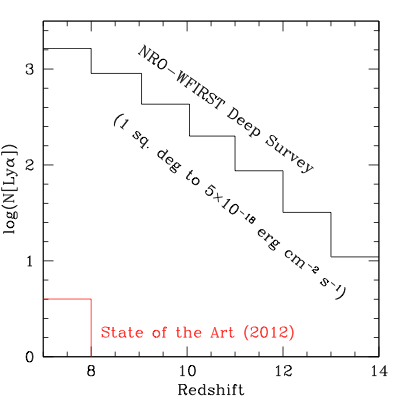 3
2
1
0
log(N[Lyα])
NRO-WFIRST Deep Survey
(1 sq. deg to 5×10⁻¹⁸ erg cm⁻² s⁻¹)
State of the Art (2012)
8 10 12 14
Redshift